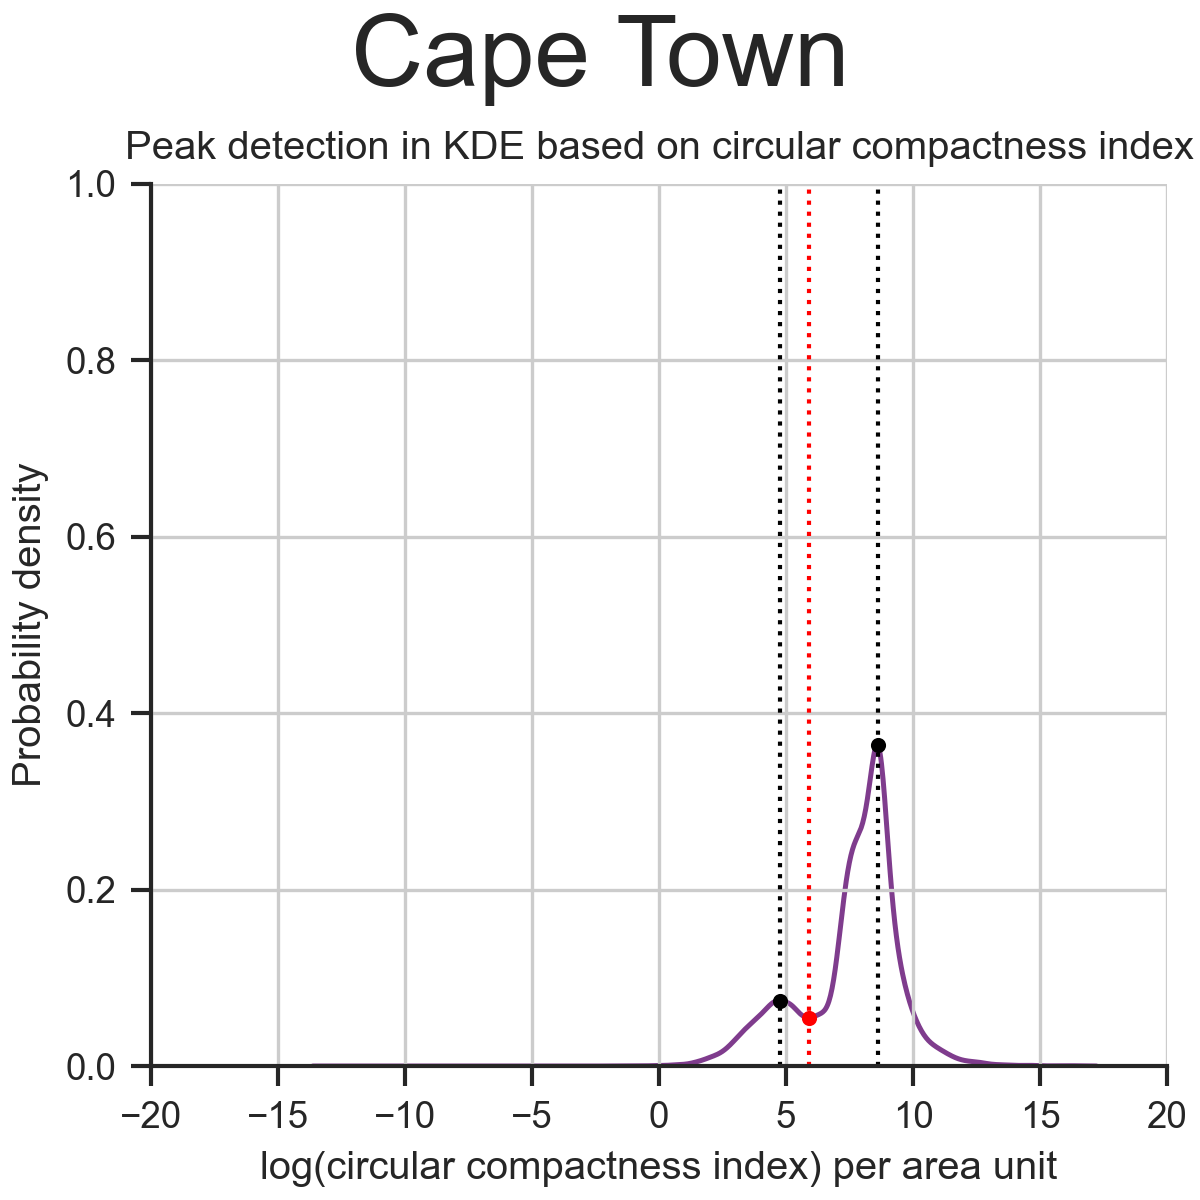 Cape Town
Peak detection in KDE based on circular compactness index
1.0
0.8
0.6
0.4
0.2
0.0
Probability density
−20 −15 −10 −5 0 5 10 15 20
log(circular compactness index) per area unit